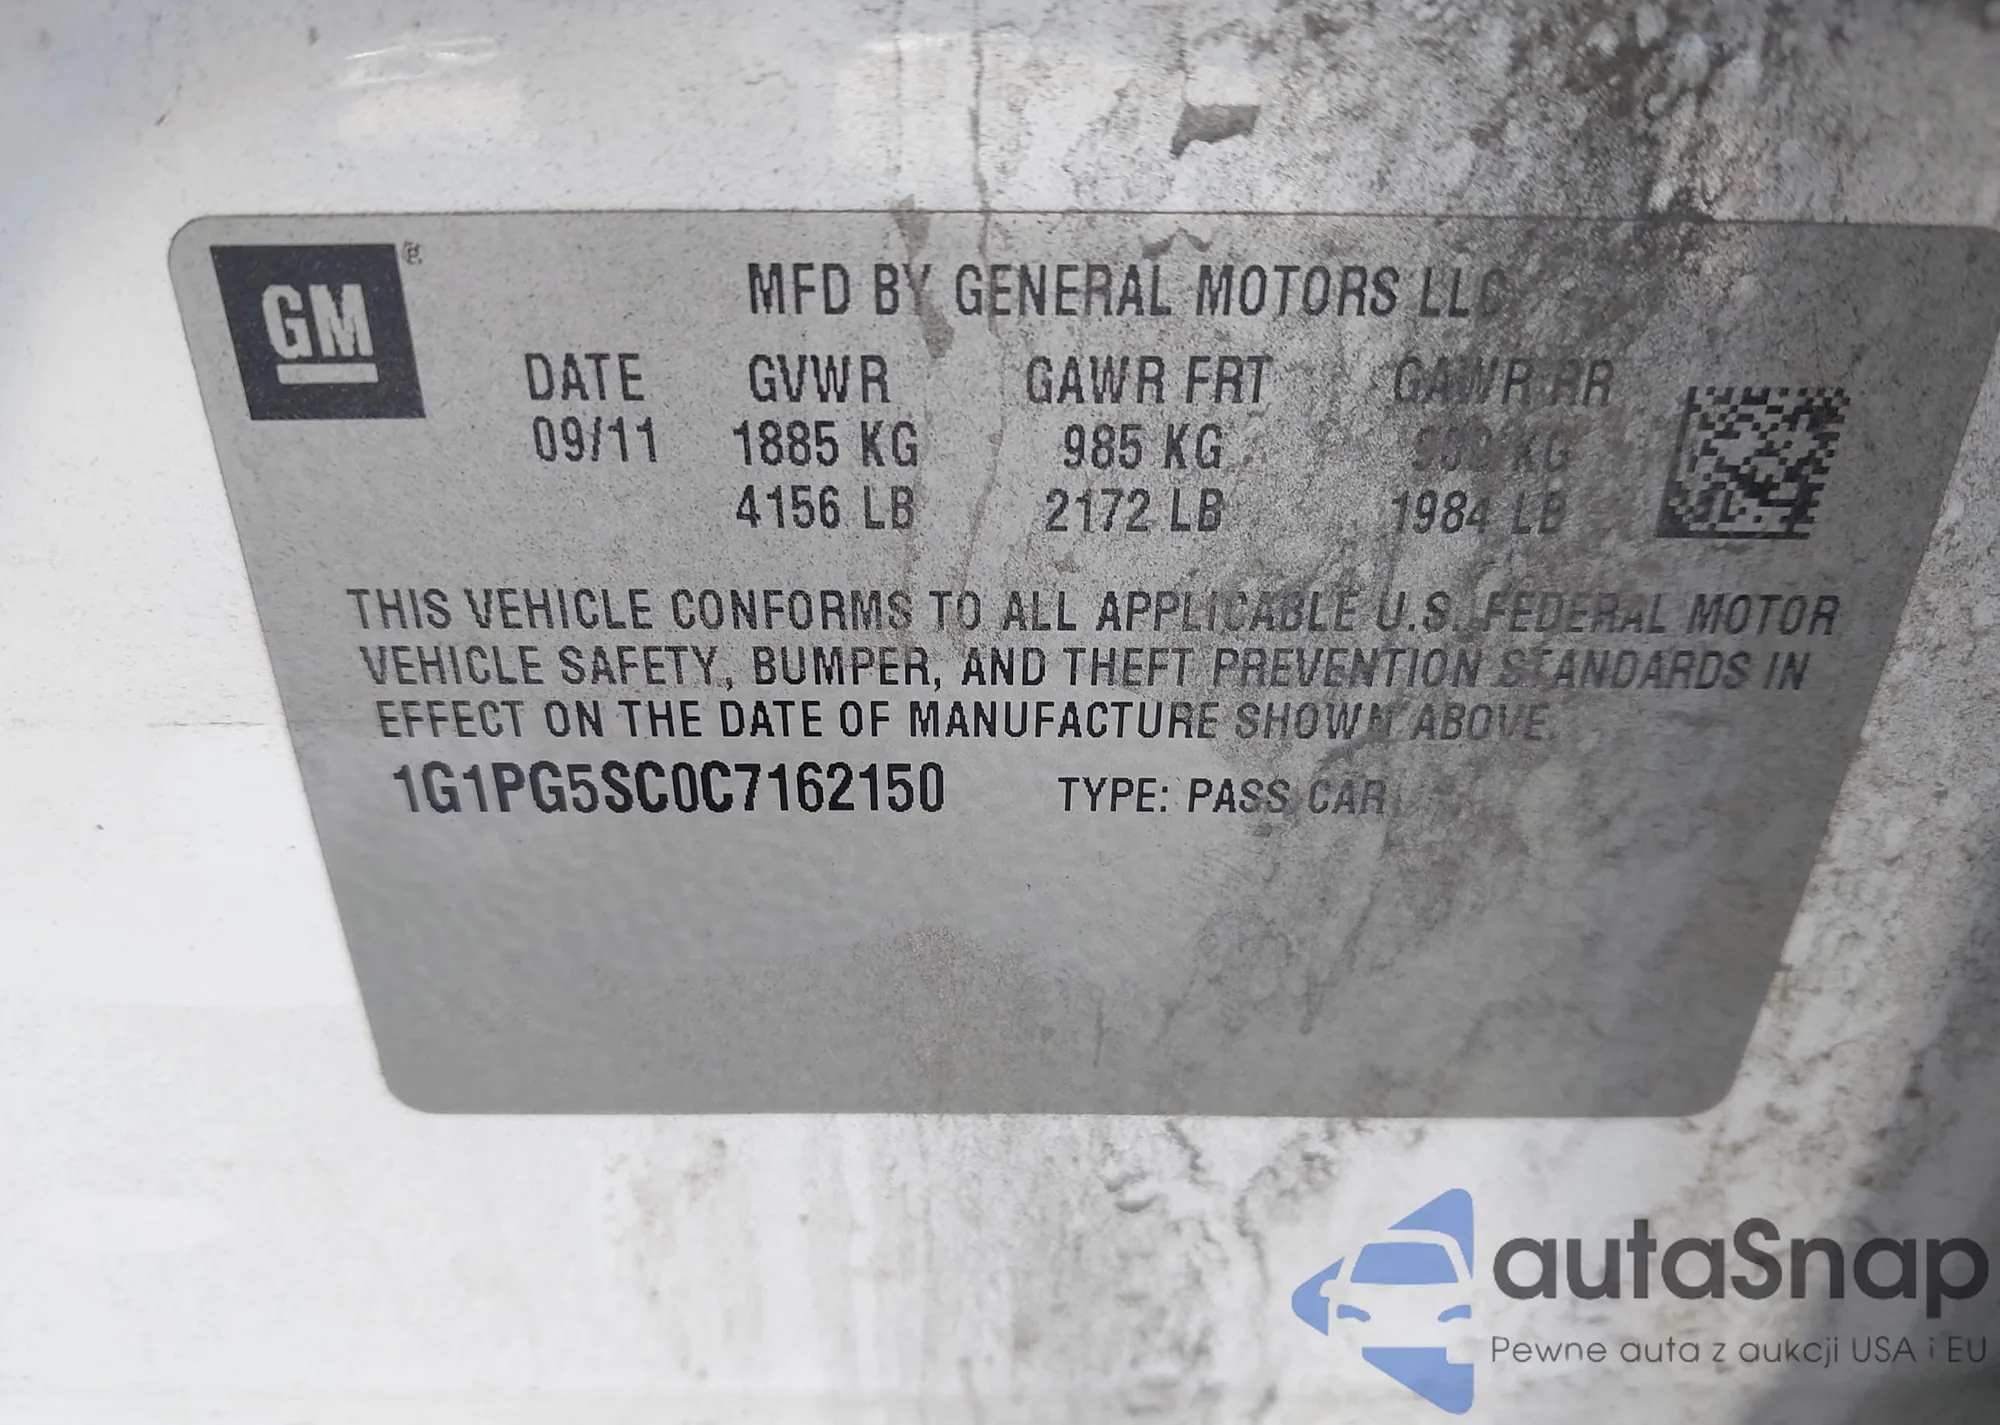 GM
MFD BY GENERAL MOTORS LLC
DATE GVWR GAWR FRT GAWR RR
09/11 1885 KG 985 KG KG
4156 LB 2172 LB 1984 LB
THIS VEHICLE CONFORMS TO ALL APPLICABLE U.S. FEDERAL MOTOR
VEHICLE SAFETY, BUMPER, AND THEFT PREVENTION STANDARDS IN
EFFECT ON THE DATE OF MANUFACTURE SHOWN ABOVE.
1G1PG5SC0C7162150 TYPE: PASS CAR
autaSnap
Pewne auta z aukcji USA i EU